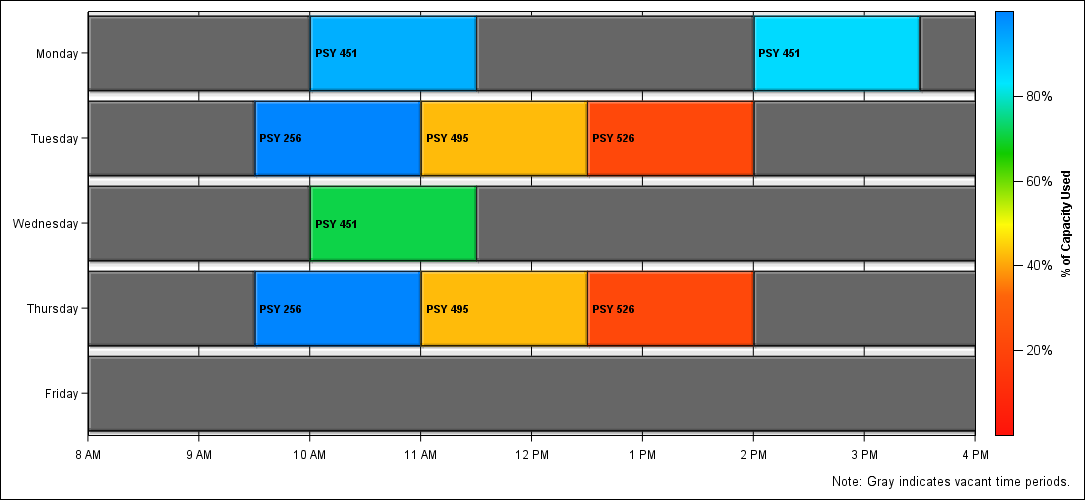 Monday
PSY 451
PSY 451
Tuesday
PSY 256
PSY 495
PSY 526
Wednesday
PSY 451
Thursday
PSY 256
PSY 495
PSY 526
Friday
8 AM
9 AM
10 AM
11 AM
12 PM
1 PM
2 PM
3 PM
4 PM
80%
60%
40%
20%
% of Capacity Used
Note: Gray indicates vacant time periods.